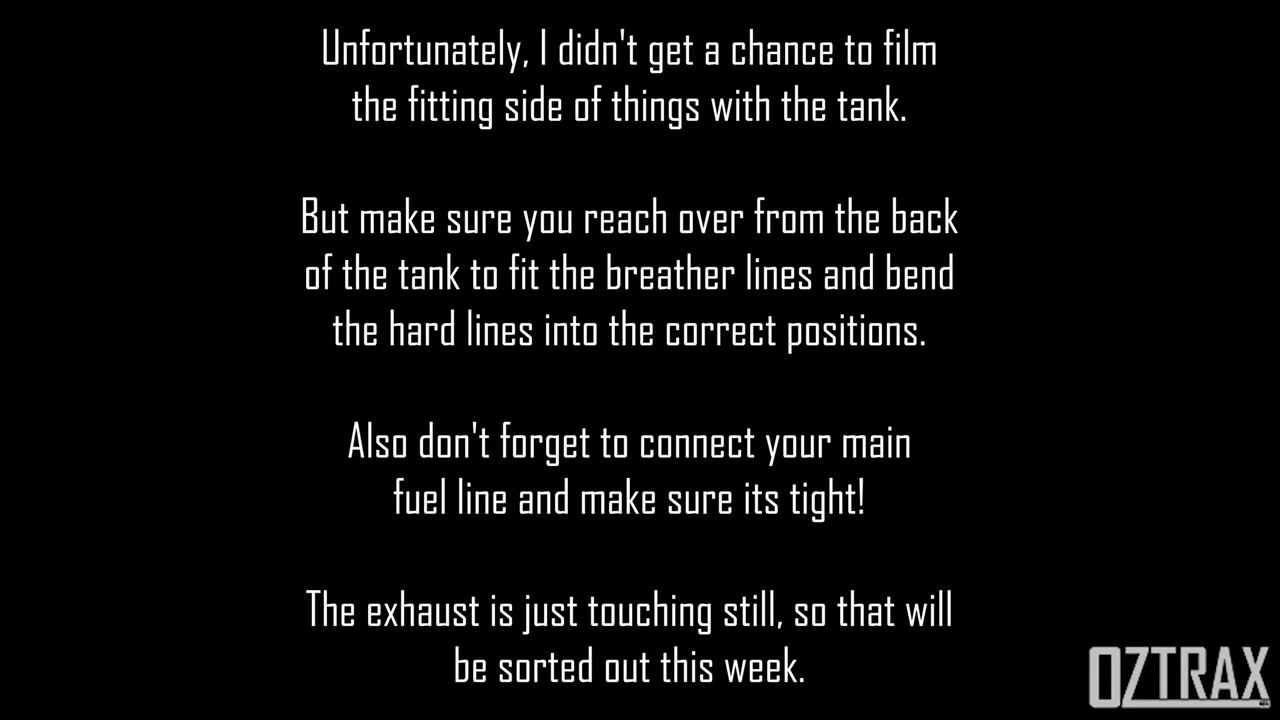 Unfortunately, I didn't get a chance to film
the fitting side of things with the tank.
But make sure you reach over from the back
of the tank to fit the breather lines and bend
the hard lines into the correct positions.
Also don't forget to connect your main
fuel line and make sure its tight!
The exhaust is just touching still, so that will
be sorted out this week.
OZTRAX